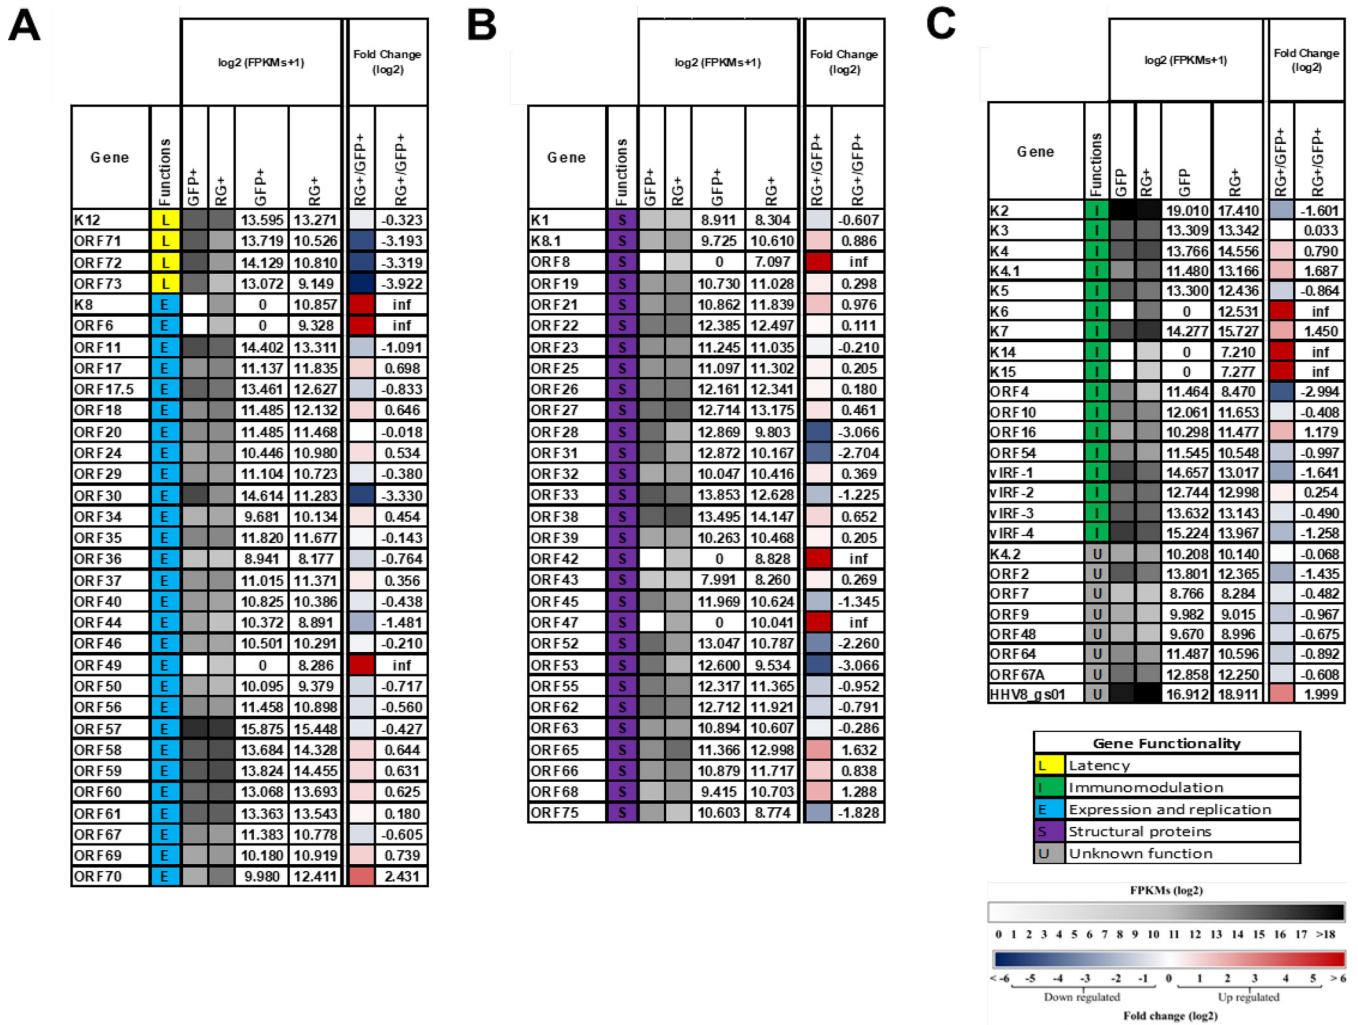 A
log2 (FPKMs+1) Fold Change (log2)
Gene Functions GFP+ RG+ GFP+ RG+ RG+/GFP+ RG+/GFP+
K12 L 13.595 13.271 -0.323
ORF71 L 13.719 10.526 -3.193
ORF72 L 14.129 10.810 -3.319
ORF73 L 13.072 9.149 -3.922
K8 E 0 10.857 inf
ORF6 E 0 9.328 inf
ORF11 E 14.402 13.311 -1.091
ORF17 E 11.137 11.835 0.698
ORF17.5 E 13.461 12.627 -0.833
ORF18 E 11.485 12.132 0.646
ORF20 E 11.485 11.468 -0.018
ORF24 E 10.446 10.980 0.534
ORF29 E 11.104 10.723 -0.380
ORF30 E 14.614 11.283 -3.330
ORF34 E 9.681 10.134 0.454
ORF35 E 11.820 11.677 -0.143
ORF36 E 8.941 8.177 -0.764
ORF37 E 11.015 11.371 0.356
ORF40 E 10.825 10.386 -0.438
ORF44 E 10.372 8.891 -1.481
ORF46 E 10.501 10.291 -0.210
ORF49 E 0 8.286 inf
ORF50 E 10.095 9.379 -0.717
ORF56 E 11.458 10.898 -0.560
ORF57 E 15.875 15.448 -0.427
ORF58 E 13.684 14.328 0.644
ORF59 E 13.824 14.455 0.631
ORF60 E 13.068 13.693 0.625
ORF61 E 13.363 13.543 0.180
ORF67 E 11.383 10.778 -0.605
ORF69 E 10.180 10.919 0.739
ORF70 E 9.980 12.411 2.431
B
log2 (FPKMs+1) Fold Change (log2)
Gene Functions GFP+ RG+ GFP+ RG+ RG+/GFP+ RG+/GFP+
K1 S 8.911 8.304 -0.607
K8.1 S 9.725 10.610 0.886
ORF8 S 0 7.097 inf
ORF19 S 10.730 11.028 0.298
ORF21 S 10.862 11.839 0.976
ORF22 S 12.385 12.497 0.111
ORF23 S 11.245 11.035 -0.210
ORF25 S 11.097 11.302 0.205
ORF26 S 12.161 12.341 0.180
ORF27 S 12.714 13.175 0.461
ORF28 S 12.869 9.803 -3.066
ORF31 S 12.872 10.167 -2.704
ORF32 S 10.047 10.416 0.369
ORF33 S 13.853 12.628 -1.225
ORF38 S 13.495 14.147 0.652
ORF39 S 10.263 10.468 0.205
ORF42 S 0 8.828 inf
ORF43 S 7.991 8.260 0.269
ORF45 S 11.969 10.624 -1.345
ORF47 S 0 10.041 inf
ORF52 S 13.047 10.787 -2.260
ORF53 S 12.600 9.534 -3.066
ORF55 S 12.317 11.365 -0.952
ORF62 S 12.712 11.921 -0.791
ORF63 S 10.894 10.607 -0.286
ORF65 S 11.366 12.998 1.632
ORF66 S 10.879 11.717 0.838
ORF68 S 9.415 10.703 1.288
ORF75 S 10.603 8.774 -1.828
C
log2 (FPKMs+1) Fold Change (log2)
Gene Functions GFP RG+ GFP RG+ RG+/GFP+ RG+/GFP+
K2 I 19.010 17.410 -1.601
K3 I 13.309 13.342 0.033
K4 I 13.766 14.556 0.790
K4.1 I 11.480 13.166 1.687
K5 I 13.300 12.436 -0.864
K6 I 0 12.531 inf
K7 I 14.277 15.727 1.450
K14 I 0 7.210 inf
K15 I 0 7.277 inf
ORF4 I 11.464 8.470 -2.994
ORF10 I 12.061 11.653 -0.408
ORF16 I 10.298 11.477 1.179
ORF54 I 11.545 10.548 -0.997
vIRF-1 I 14.657 13.017 -1.641
vIRF-2 I 12.744 12.998 0.254
vIRF-3 I 13.632 13.143 -0.490
vIRF-4 I 15.224 13.967 -1.258
K4.2 U 10.208 10.140 -0.068
ORF2 U 13.801 12.365 -1.435
ORF7 U 8.766 8.284 -0.482
ORF9 U 9.982 9.015 -0.967
ORF48 U 9.670 8.996 -0.675
ORF64 U 11.487 10.596 -0.892
ORF67A U 12.858 12.250 -0.608
HHV8_gs01 U 16.912 18.911 1.999
Gene Functionality
L Latency
I Immunomodulation
E Expression and replication
S Structural proteins
U Unknown function
FPKMs (log2)
0 1 2 3 4 5 6 7 8 9 10 11 12 13 14 15 16 17 >18
< -6 -5 -4 -3 -2 -1 0 1 2 3 4 5 > 6
Down regulated Up regulated
Fold change (log2)